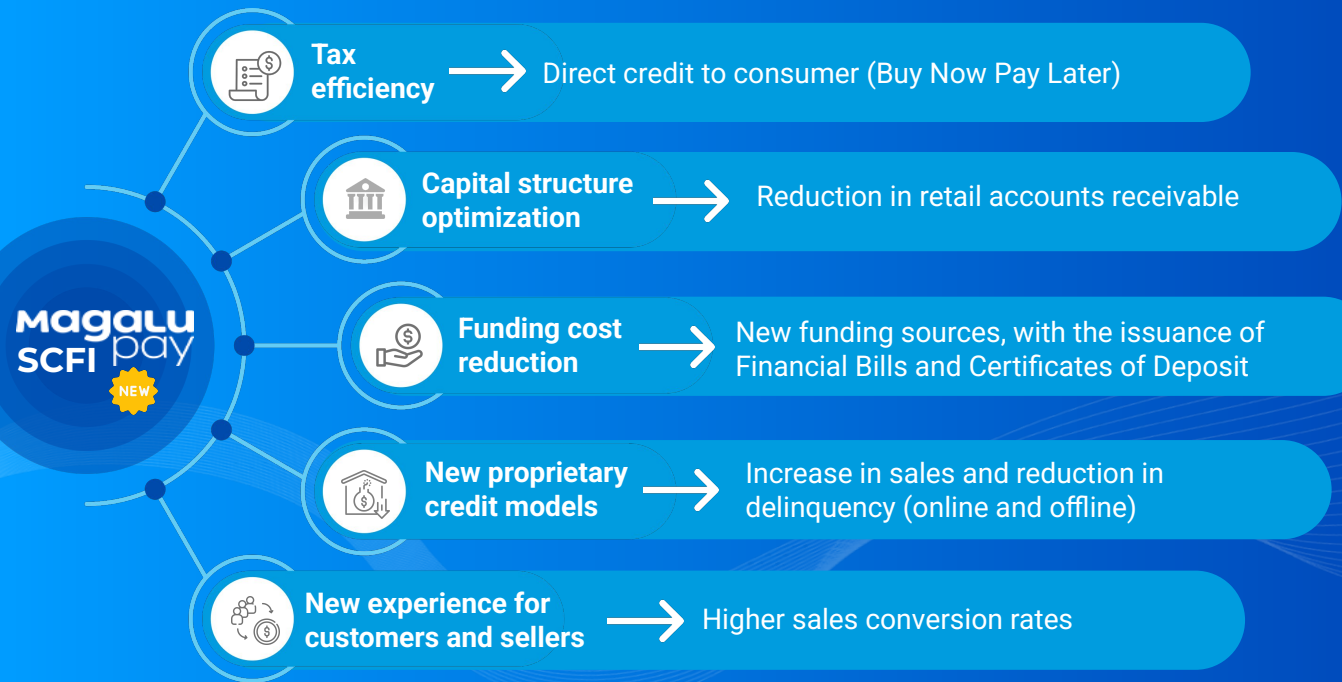 Tax
efficiency
Direct credit to consumer (Buy Now Pay Later)
Capital structure
optimization
Reduction in retail accounts receivable
magalu
pay
SCFI
NEW
Funding cost
reduction
New funding sources, with the issuance of
Financial Bills and Certificates of Deposit
New proprietary
credit models
Increase in sales and reduction in
delinquency (online and offline)
New experience for
customers and sellers
Higher sales conversion rates